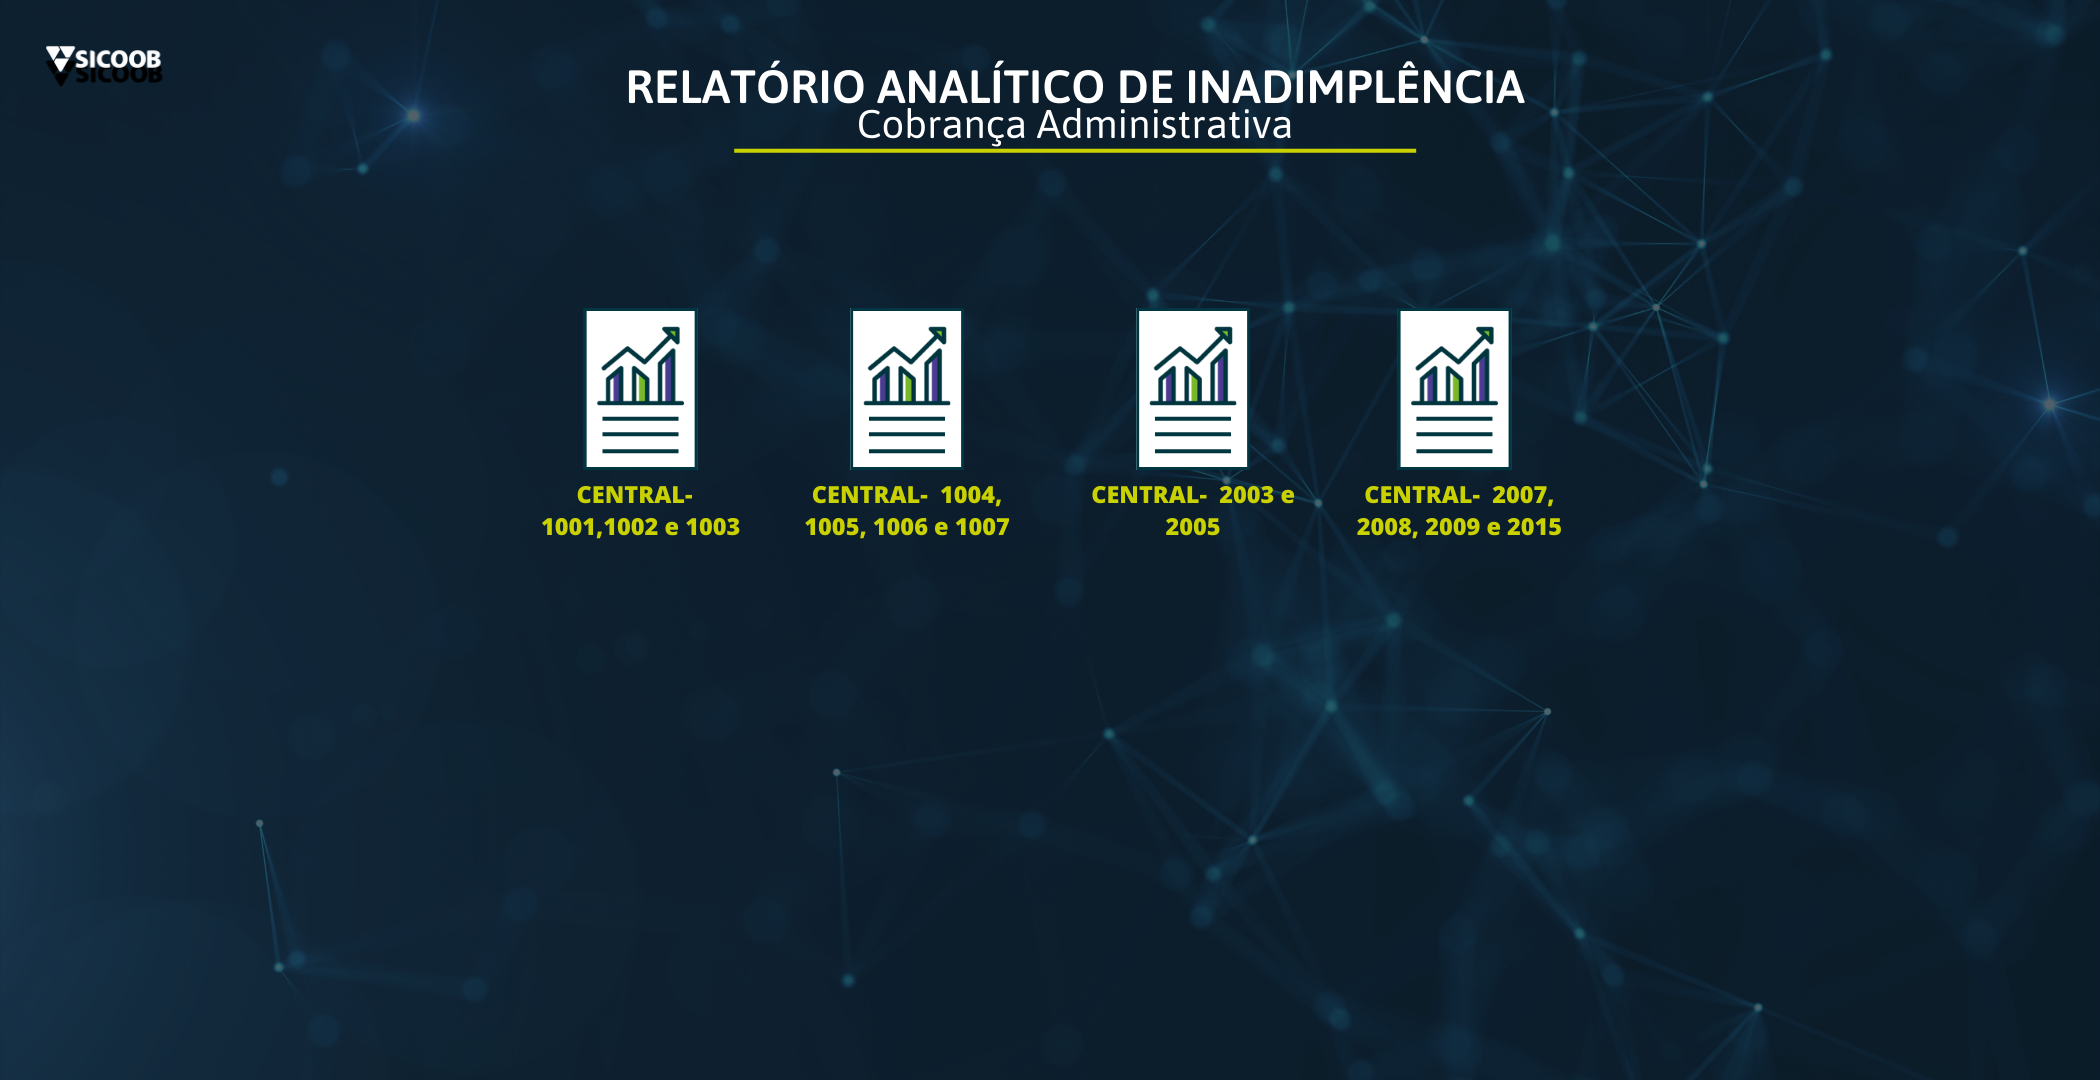 SICOOB
RELATÓRIO ANALÍTICO DE INADIMPLÊNCIA
Cobrança Administrativa
CENTRAL-
1001,1002 e 1003
CENTRAL- 1004,
1005, 1006 e 1007
CENTRAL- 2003 e
2005
CENTRAL- 2007,
2008, 2009 e 2015